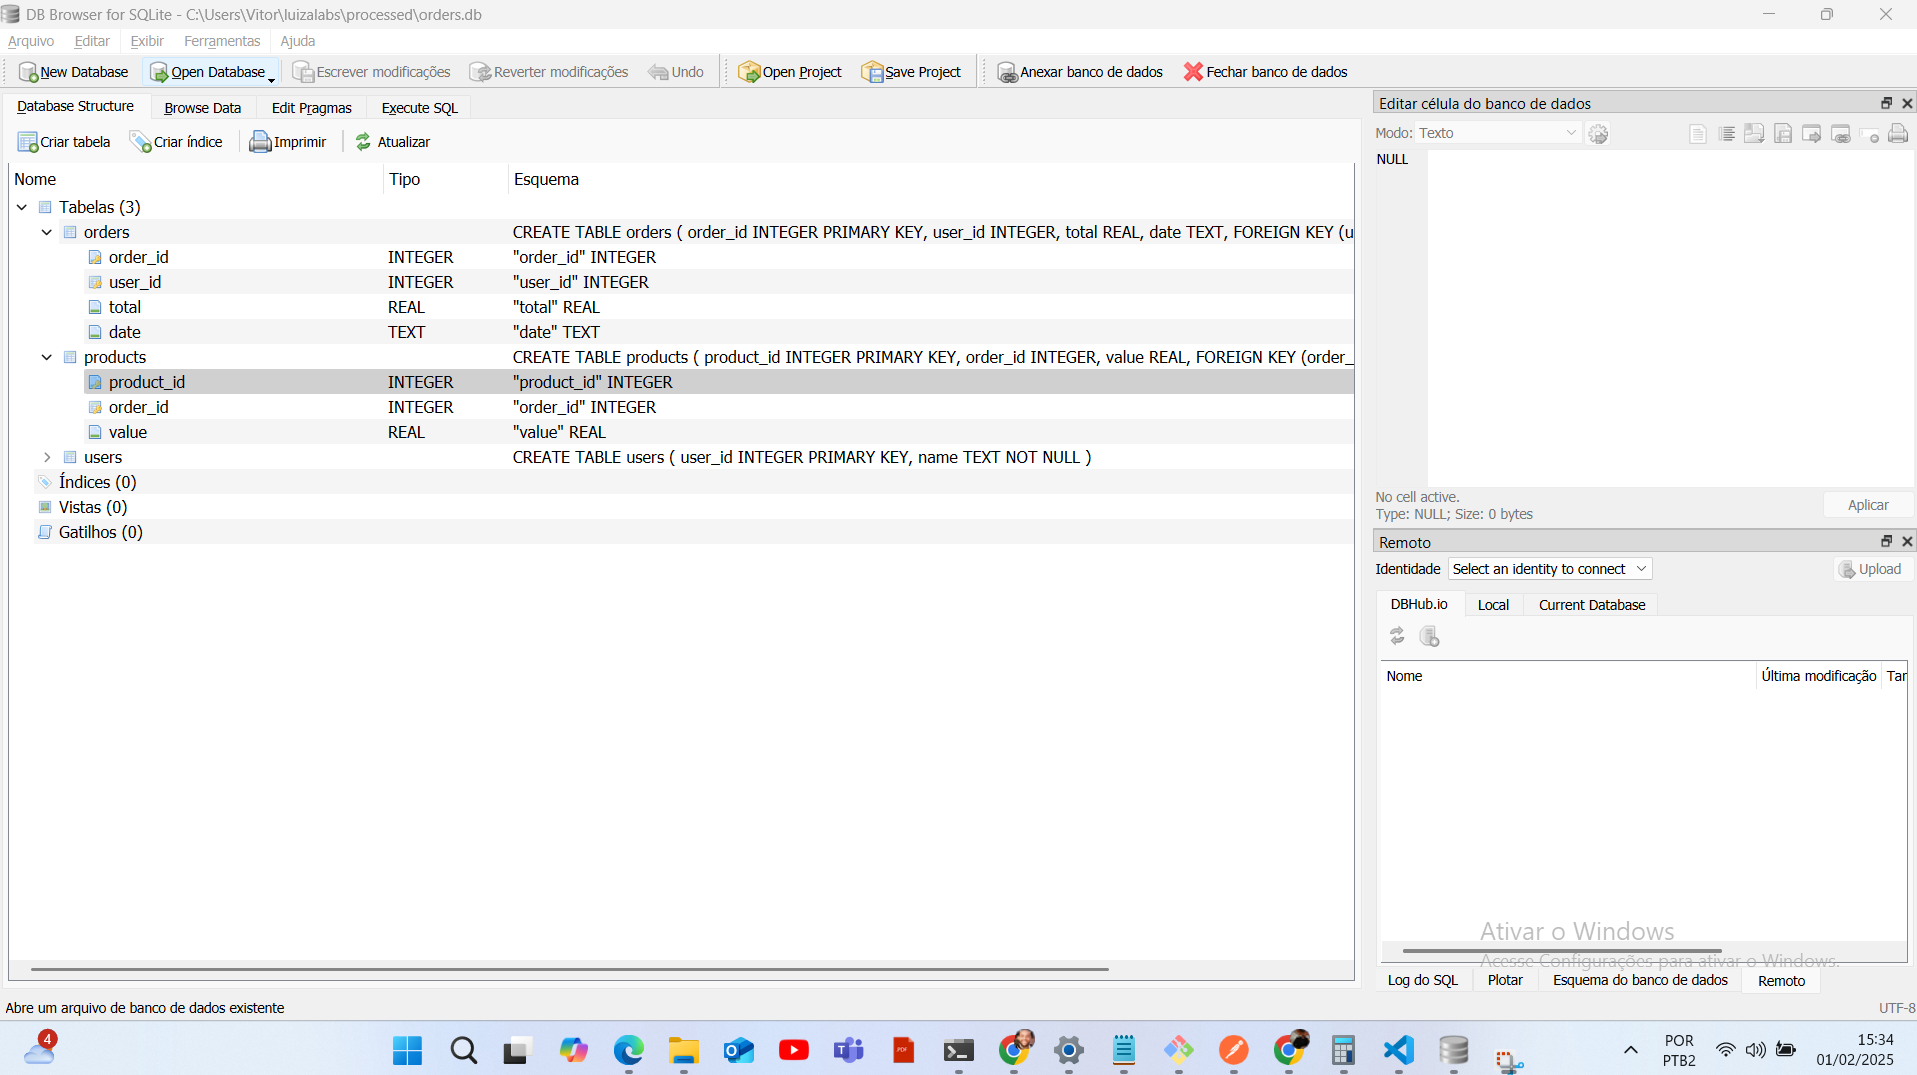 DB Browser for SQLite - C:\Users\Vitor\luizalabs\processed\orders.db
Arquivo Editar Exibir Ferramentas Ajuda
New Database Open Database Escrever modificações Reverter modificações Undo Open Project Save Project Anexar banco de dados Fechar banco de dados
Database Structure Browse Data Edit Pragmas Execute SQL
Criar tabela Criar índice Imprimir Atualizar
Nome Tipo Esquema
Tabelas (3)
orders CREATE TABLE orders ( order_id INTEGER PRIMARY KEY, user_id INTEGER, total REAL, date TEXT, FOREIGN KEY (u
order_id INTEGER "order_id" INTEGER
user_id INTEGER "user_id" INTEGER
total REAL "total" REAL
date TEXT "date" TEXT
products CREATE TABLE products ( product_id INTEGER PRIMARY KEY, order_id INTEGER, value REAL, FOREIGN KEY (order_
product_id INTEGER "product_id" INTEGER
order_id INTEGER "order_id" INTEGER
value REAL "value" REAL
users CREATE TABLE users ( user_id INTEGER PRIMARY KEY, name TEXT NOT NULL )
Índices (0)
Vistas (0)
Gatilhos (0)
Editar célula do banco de dados
Modo: Texto
NULL
No cell active.
Type: NULL; Size: 0 bytes
Aplicar
Remoto
Identidade Select an identity to connect Upload
DBHub.io Local Current Database
Nome Última modificação Tar
Ativar o Windows
Acesse Configurações para ativar o Windows.
Log do SQL Plotar Esquema do banco de dados Remoto
Abre um arquivo de banco de dados existente
UTF-8
4
PDF
POR
PTB2
15:34
01/02/2025